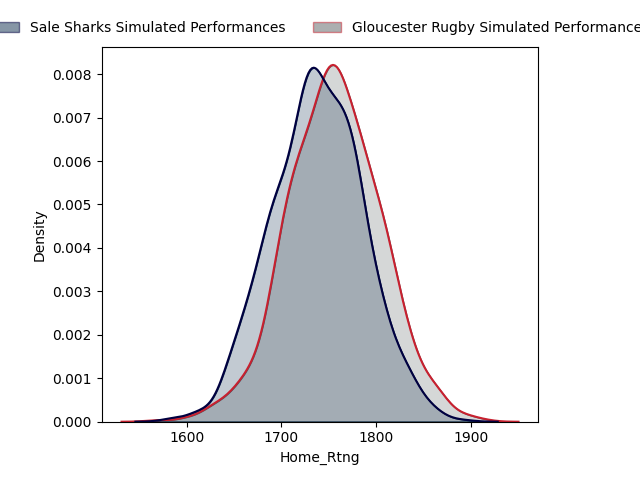 Sale Sharks Simulated Performances
Gloucester Rugby Simulated Performance
0.008
0.007
0.006
0.005
0.004
0.003
0.002
0.001
0.000
Density
1600 1700 1800 1900
Home_Rtng